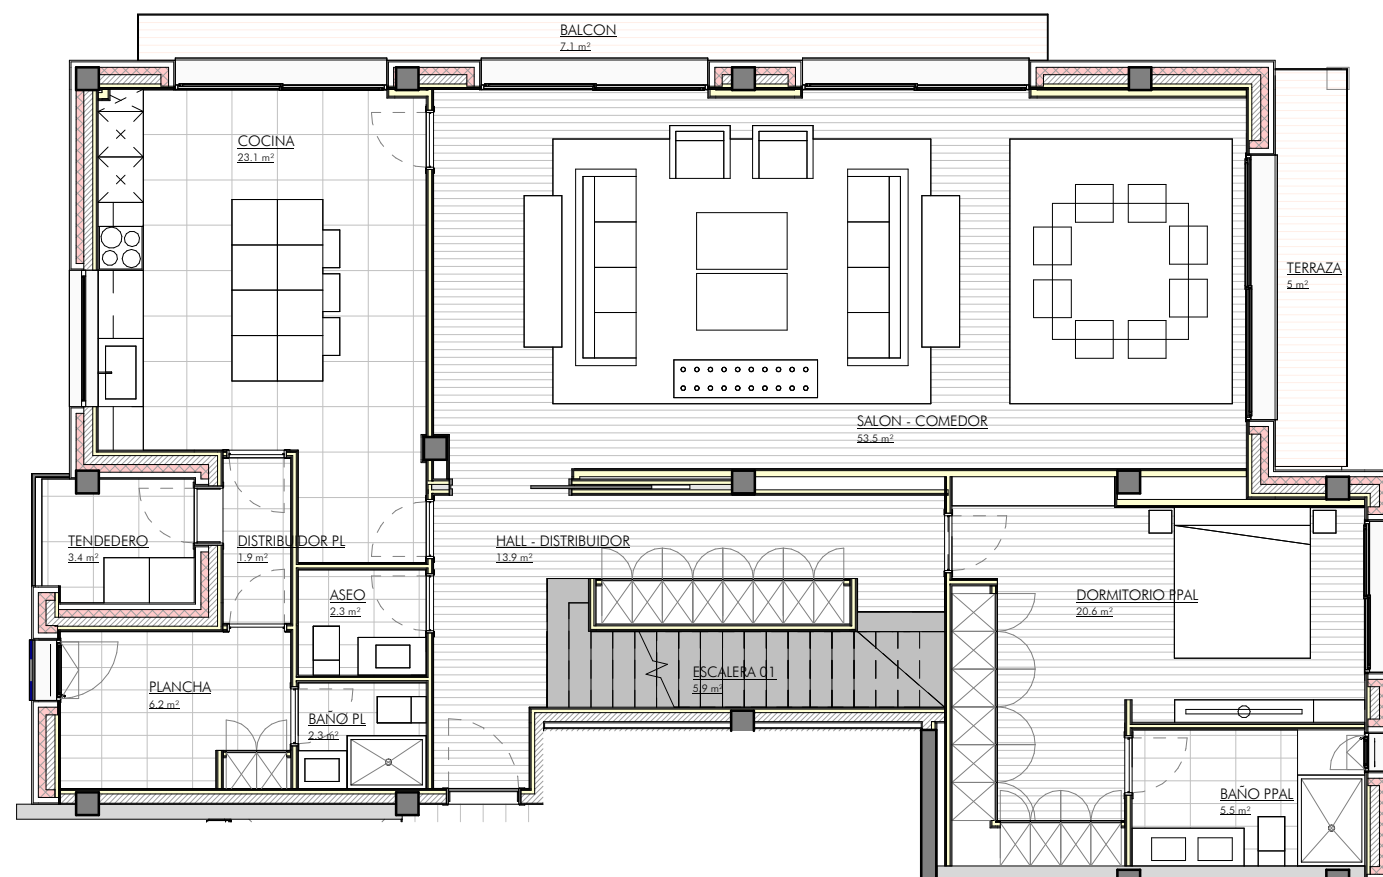 BALCON
7.1 m²
COCINA
23.1 m²
TERRAZA
5 m²
SALON - COMEDOR
53.5 m²
TENDEDERO
3.4 m²
DISTRIBUIDOR PL
1.9 m²
HALL - DISTRIBUIDOR
13.9 m²
ASEO
2.3 m²
DORMITORIO PPAL
20.6 m²
ESCALERA 01
5.9 m²
PLANCHA
6.2 m²
BAÑO PL
2.3 m²
BAÑO PPAL
5.5 m²